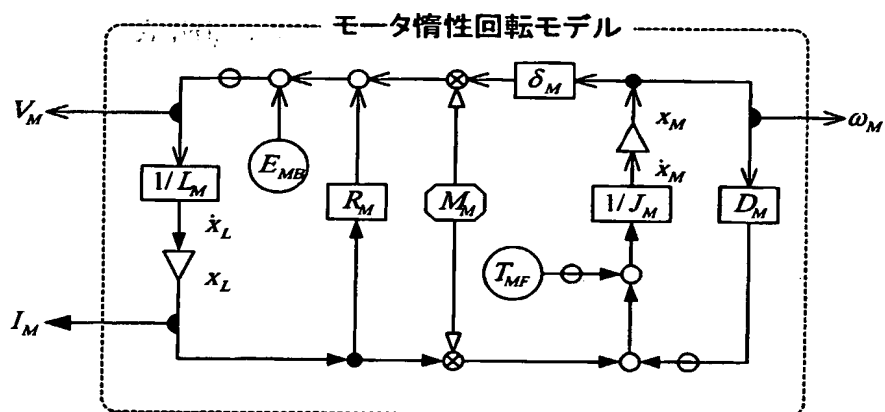 モータ惰性回転モデル
δ_M
V_M
x_M
ω_M
E_MB
1/L_M
R_M
M_M
ẋ_M
1/J_M
D_M
ẋ_L
x_L
T_MF
I_M